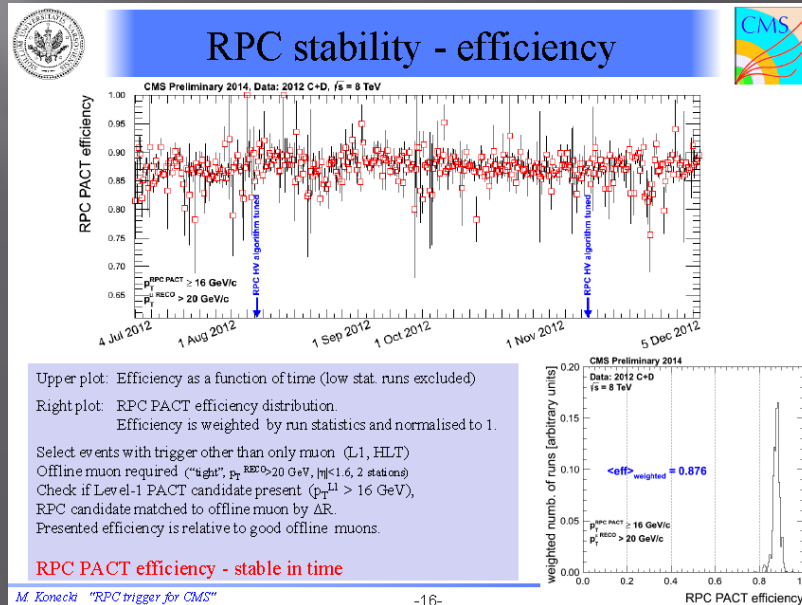 RPC stability - efficiency
CMS
CMS Preliminary 2014, Data: 2012 C+D, √s = 8 TeV
RPC PACT efficiency
1.00
0.95
0.90
0.85
0.80
0.75
0.70
0.65
RPC HV algorithm tuned
RPC HV algorithm tuned
p_T^RPC PACT ≥ 16 GeV/c
p_T^μ RECO > 20 GeV/c
4 Jul 2012
1 Aug 2012
1 Sep 2012
1 Oct 2012
1 Nov 2012
5 Dec 2012
Upper plot: Efficiency as a function of time (low stat. runs excluded)
Right plot: RPC PACT efficiency distribution.
Efficiency is weighted by run statistics and normalised to 1.
Select events with trigger other than only muon (L1, HLT)
Offline muon required ("tight", p_T^RECO>20 GeV, |η|<1.6, 2 stations)
Check if Level-1 PACT candidate present (p_T^L1 > 16 GeV),
RPC candidate matched to offline muon by ΔR.
Presented efficiency is relative to good offline muons.
RPC PACT efficiency - stable in time
CMS Preliminary 2014
Data: 2012 C+D
√s = 8 TeV
weighted numb. of runs [arbitrary units]
0.20
0.15
0.10
0.05
0.00
<eff>weighted = 0.876
p_T^RPC PACT ≥ 16 GeV/c
p_T^μ RECO > 20 GeV/c
0.0 0.2 0.4 0.6 0.8
RPC PACT efficiency
M. Konecki "RPC trigger for CMS"
-16-